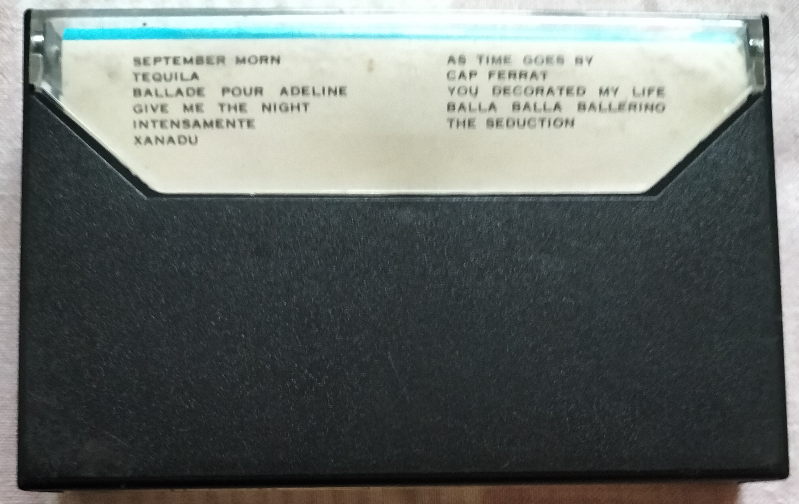 SEPTEMBER MORN
TEQUILA
BALLADE POUR ADELINE
GIVE ME THE NIGHT
INTENSAMENTE
XANADU
AS TIME GOES BY
CAP FERRAT
YOU DECORATED MY LIFE
BALLA BALLA BALLERINO
THE SEDUCTION